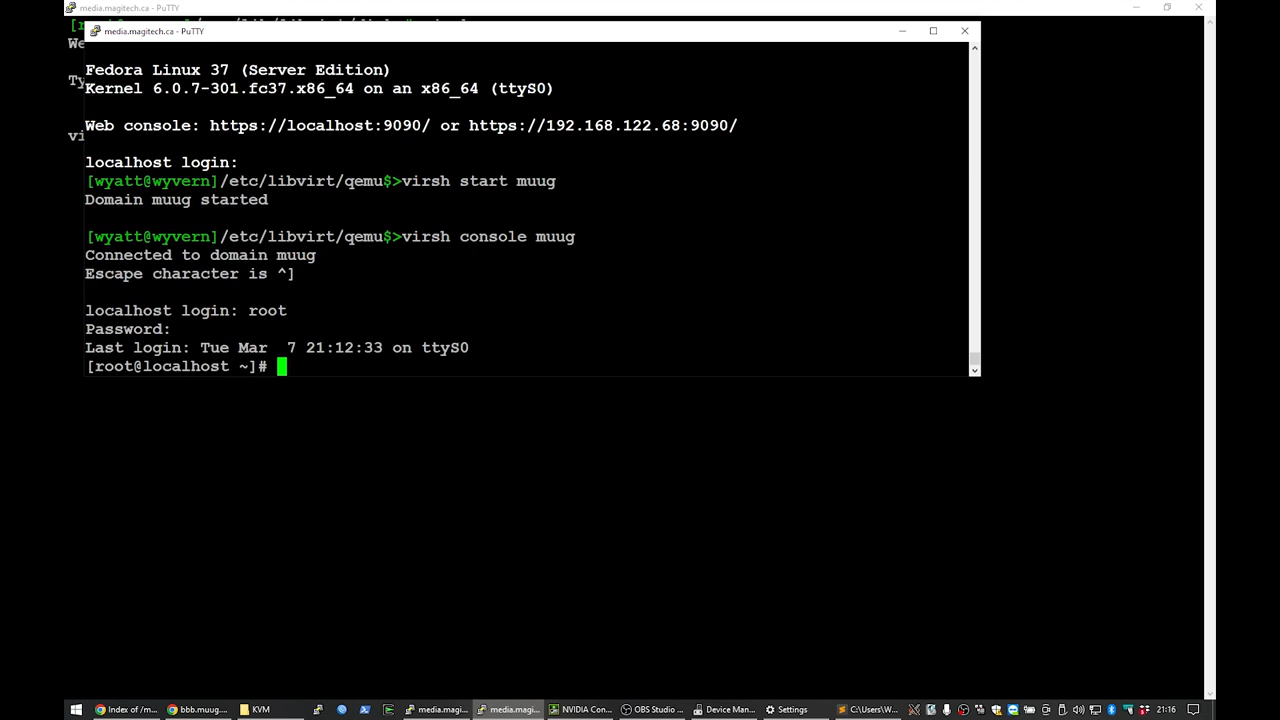 media.magitech.ca - PuTTY
media.magitech.ca - PuTTY
Fedora Linux 37 (Server Edition)
Kernel 6.0.7-301.fc37.x86_64 on an x86_64 (ttyS0)
Web console: https://localhost:9090/ or https://192.168.122.68:9090/
localhost login:
[wyatt@wyvern]/etc/libvirt/qemu$>virsh start muug
Domain muug started
[wyatt@wyvern]/etc/libvirt/qemu$>virsh console muug
Connected to domain muug
Escape character is ^]
localhost login: root
Password:
Last login: Tue Mar  7 21:12:33 on ttyS0
[root@localhost ~]#
Index of /m... bbb.muug.... KVM media.magi... media.magi... NVIDIA Con... OBS Studio ... Device Man... Settings C:\Users\W... 21:16